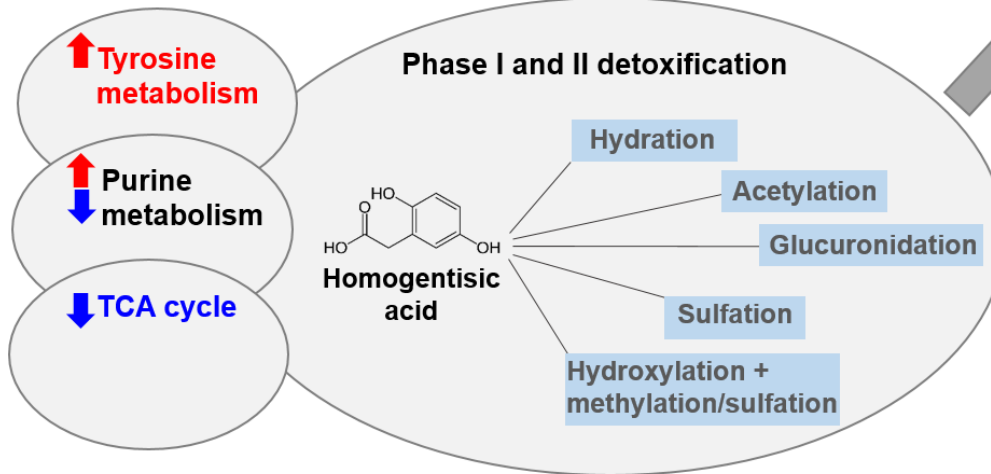 Tyrosine
metabolism
Purine
metabolism
TCA cycle
Phase I and II detoxification
HO
O
HO
OH
Homogentisic
acid
Hydration
Acetylation
Glucuronidation
Sulfation
Hydroxylation +
methylation/sulfation